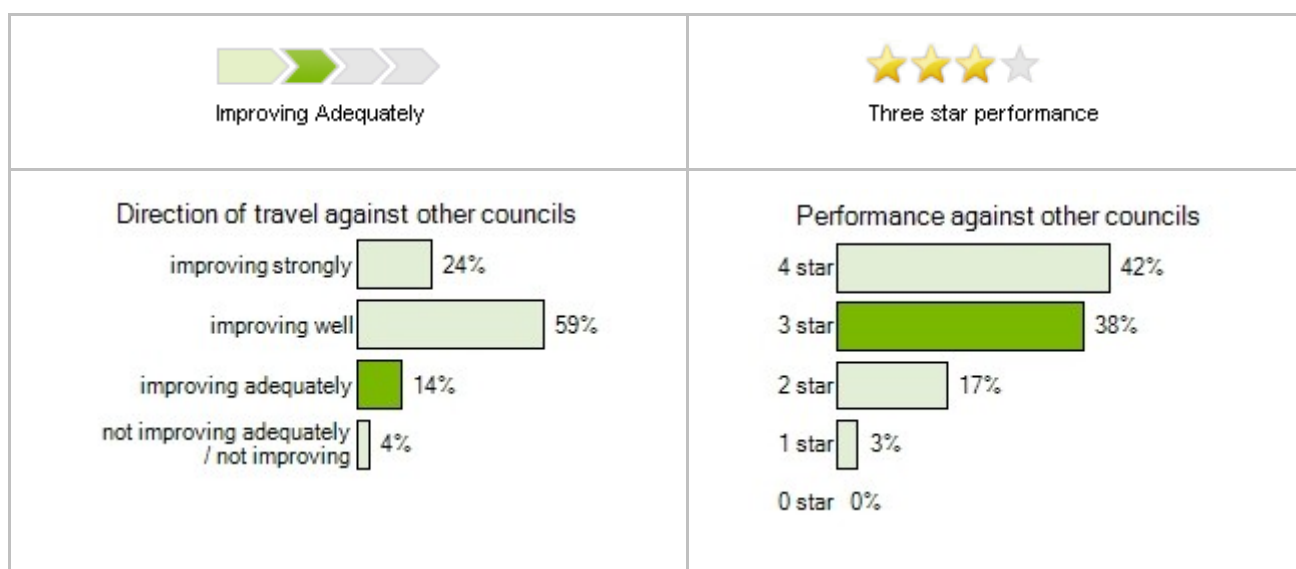 Improving Adequately
Three star performance
Direction of travel against other councils
improving strongly 24%
improving well 59%
improving adequately 14%
not improving adequately
/ not improving 4%
Performance against other councils
4 star 42%
3 star 38%
2 star 17%
1 star 3%
0 star 0%